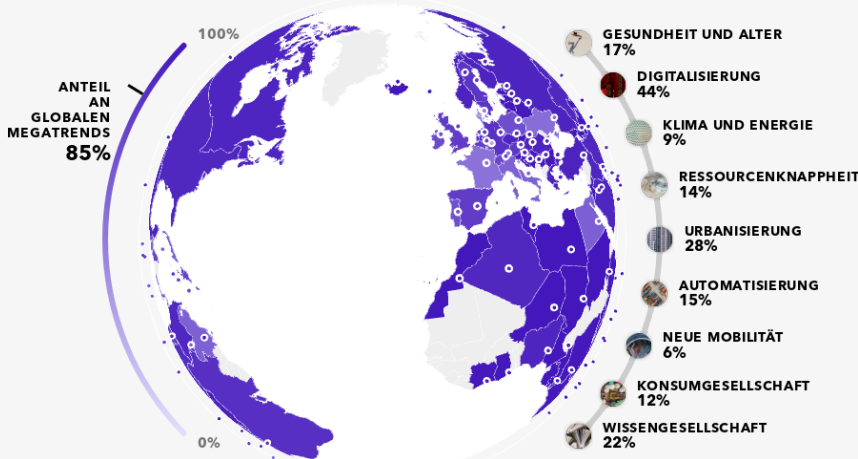 100%
ANTEIL
AN
GLOBALEN
MEGATRENDS
85%
0%
GESUNDHEIT UND ALTER
17%
DIGITALISIERUNG
44%
KLIMA UND ENERGIE
9%
RESSOURCENKNAPPHEIT
14%
URBANISIERUNG
28%
AUTOMATISIERUNG
15%
NEUE MOBILITÄT
6%
KONSUMGESELLSCHAFT
12%
WISSENGESELLSCHAFT
22%